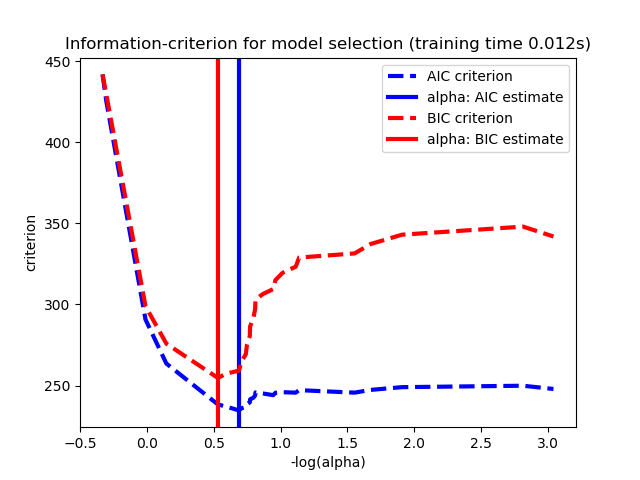 Information-criterion for model selection (training time 0.012s)
450
400
350
300
250
criterion
AIC criterion
alpha: AIC estimate
BIC criterion
alpha: BIC estimate
−0.5 0.0 0.5 1.0 1.5 2.0 2.5 3.0
-log(alpha)